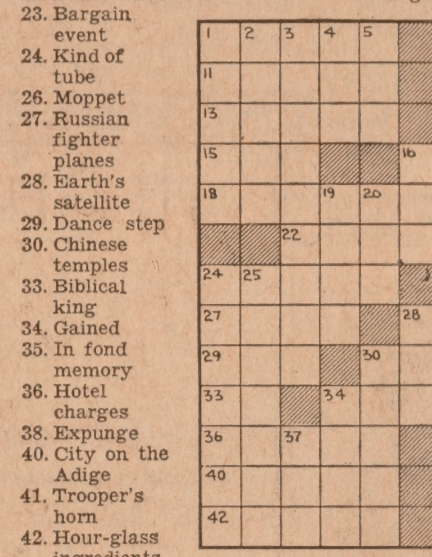 23. Bargain
event
24. Kind of
tube
26. Moppet
27. Russian
fighter
planes
28. Earth's
satellite
29. Dance step
30. Chinese
temples
33. Biblical
king
34. Gained
35. In fond
memory
36. Hotel
charges
38. Expunge
40. City on the
Adige
41. Trooper's
horn
42. Hour-glass
ingredients
1 2 3 4 5
11
13
15 16
18 19 20
22
24 25
27 28
29 30
33 34
36 37
40
42